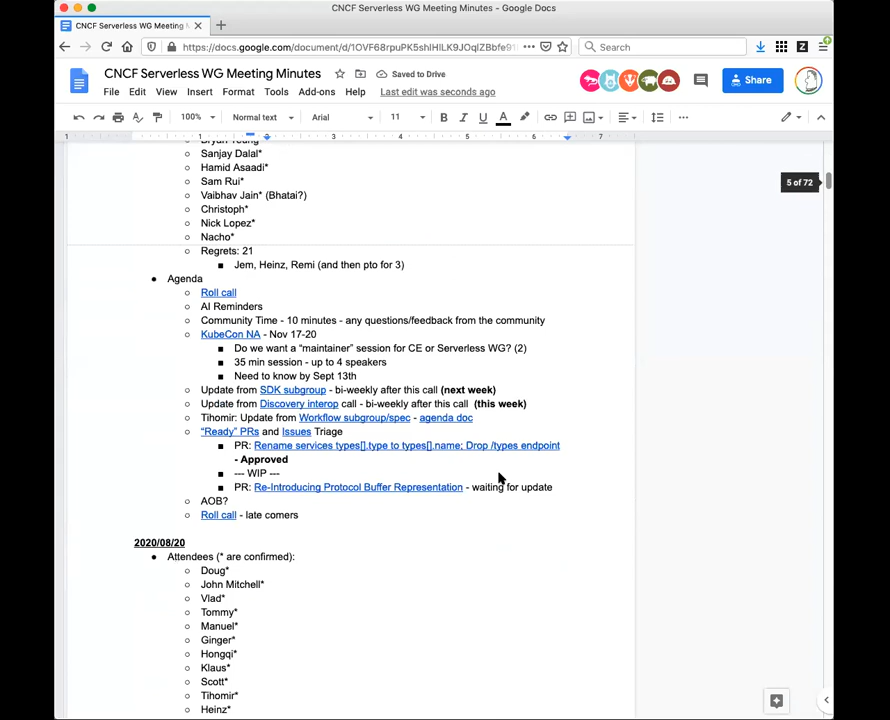 CNCF Serverless WG Meeting Minutes - Google Docs
CNCF Serverless WG Meeting Minutes
https://docs.google.com/document/d/1OVF68rpuPK5shIHILK9JOqlZBbfe91
Search
CNCF Serverless WG Meeting Minutes
Saved to Drive
Share
File Edit View Insert Format Tools Add-ons Help Last edit was seconds ago
100% Normal text Arial 11
1 1 2 3 4 5 6 7
5 of 72
Sanjay Dalal*
Hamid Asaadi*
Sam Rui*
Vaibhav Jain* (Bhatai?)
Christoph*
Nick Lopez*
Nacho*
Regrets: 21
Jem, Heinz, Remi (and then pto for 3)
Agenda
Roll call
AI Reminders
Community Time - 10 minutes - any questions/feedback from the community
KubeCon NA - Nov 17-20
Do we want a “maintainer” session for CE or Serverless WG? (2)
35 min session - up to 4 speakers
Need to know by Sept 13th
Update from SDK subgroup - bi-weekly after this call (next week)
Update from Discovery interop call - bi-weekly after this call (this week)
Tihomir: Update from Workflow subgroup/spec - agenda doc
“Ready” PRs and Issues Triage
PR: Rename services types[].type to types[].name; Drop /types endpoint
- Approved
--- WIP ---
PR: Re-Introducing Protocol Buffer Representation - waiting for update
AOB?
Roll call - late comers
2020/08/20
Attendees (* are confirmed):
Doug*
John Mitchell*
Vlad*
Tommy*
Manuel*
Ginger*
Hongqi*
Klaus*
Scott*
Tihomir*
Heinz*